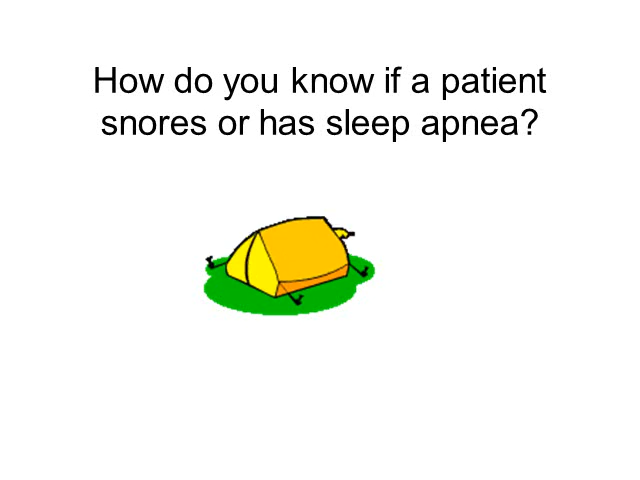 How do you know if a patient
snores or has sleep apnea?